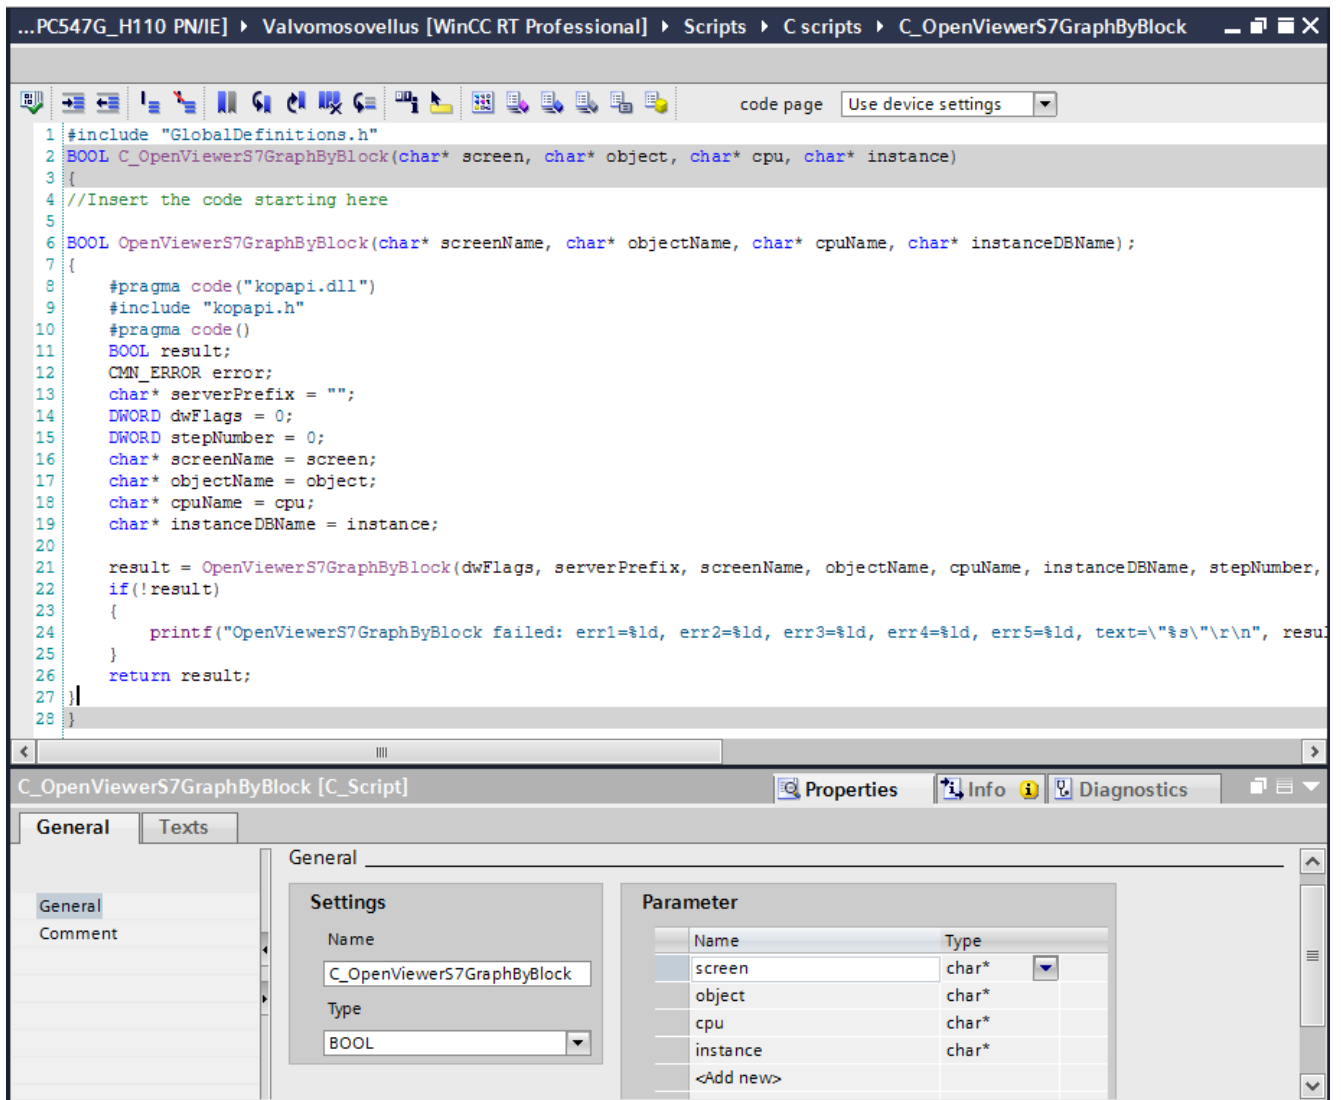 ...PC547G_H110 PN/IE] ▸ Valvomosovellus [WinCC RT Professional] ▸ Scripts ▸ C scripts ▸ C_OpenViewerS7GraphByBlock
code page Use device settings
1 #include "GlobalDefinitions.h"
2 BOOL C_OpenViewerS7GraphByBlock(char* screen, char* object, char* cpu, char* instance)
3 {
4 //Insert the code starting here
5
6 BOOL OpenViewerS7GraphByBlock(char* screenName, char* objectName, char* cpuName, char* instanceDBName);
7 {
8 #pragma code("kopapi.dll")
9 #include "kopapi.h"
10 #pragma code()
11 BOOL result;
12 CMN_ERROR error;
13 char* serverPrefix = "";
14 DWORD dwFlags = 0;
15 DWORD stepNumber = 0;
16 char* screenName = screen;
17 char* objectName = object;
18 char* cpuName = cpu;
19 char* instanceDBName = instance;
20
21 result = OpenViewerS7GraphByBlock(dwFlags, serverPrefix, screenName, objectName, cpuName, instanceDBName, stepNumber,
22 if(!result)
23 {
24 printf("OpenViewerS7GraphByBlock failed: err1=%ld, err2=%ld, err3=%ld, err4=%ld, err5=%ld, text=\"%s\"\r\n", resul
25 }
26 return result;
27 }
28 }
C_OpenViewerS7GraphByBlock [C_Script]
Properties Info Diagnostics
General Texts
General
General
Comment
Settings
Name
C_OpenViewerS7GraphByBlock
Type
BOOL
Parameter
Name Type
screen char*
object char*
cpu char*
instance char*
<Add new>